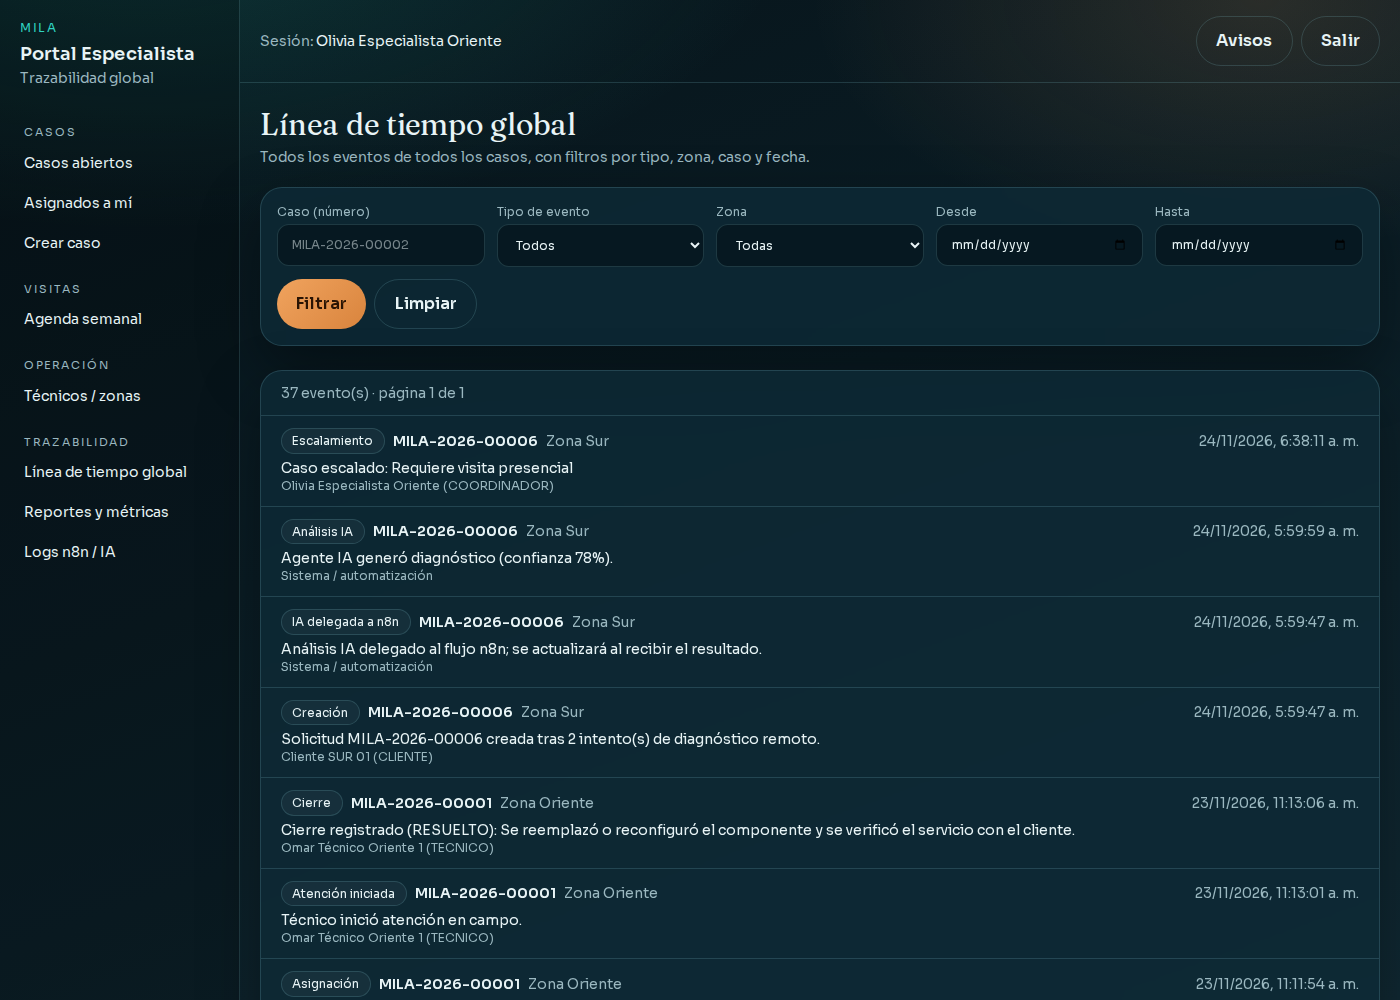 MILA
Portal Especialista
Trazabilidad global
CASOS
Casos abiertos
Asignados a mí
Crear caso
VISITAS
Agenda semanal
OPERACIÓN
Técnicos / zonas
TRAZABILIDAD
Línea de tiempo global
Reportes y métricas
Logs n8n / IA
Sesión: Olivia Especialista Oriente
Avisos
Salir
Línea de tiempo global
Todos los eventos de todos los casos, con filtros por tipo, zona, caso y fecha.
Caso (número)
Tipo de evento
Zona
Desde
Hasta
MILA-2026-00002
Todos
Todas
mm/dd/yyyy
mm/dd/yyyy
Filtrar
Limpiar
37 evento(s) · página 1 de 1
Escalamiento MILA-2026-00006 Zona Sur 24/11/2026, 6:38:11 a. m.
Caso escalado: Requiere visita presencial
Olivia Especialista Oriente (COORDINADOR)
Análisis IA MILA-2026-00006 Zona Sur 24/11/2026, 5:59:59 a. m.
Agente IA generó diagnóstico (confianza 78%).
Sistema / automatización
IA delegada a n8n MILA-2026-00006 Zona Sur 24/11/2026, 5:59:47 a. m.
Análisis IA delegado al flujo n8n; se actualizará al recibir el resultado.
Sistema / automatización
Creación MILA-2026-00006 Zona Sur 24/11/2026, 5:59:47 a. m.
Solicitud MILA-2026-00006 creada tras 2 intento(s) de diagnóstico remoto.
Cliente SUR 01 (CLIENTE)
Cierre MILA-2026-00001 Zona Oriente 23/11/2026, 11:13:06 a. m.
Cierre registrado (RESUELTO): Se reemplazó o reconfiguró el componente y se verificó el servicio con el cliente.
Omar Técnico Oriente 1 (TECNICO)
Atención iniciada MILA-2026-00001 Zona Oriente 23/11/2026, 11:13:01 a. m.
Técnico inició atención en campo.
Omar Técnico Oriente 1 (TECNICO)
Asignación MILA-2026-00001 Zona Oriente 23/11/2026, 11:11:54 a. m.